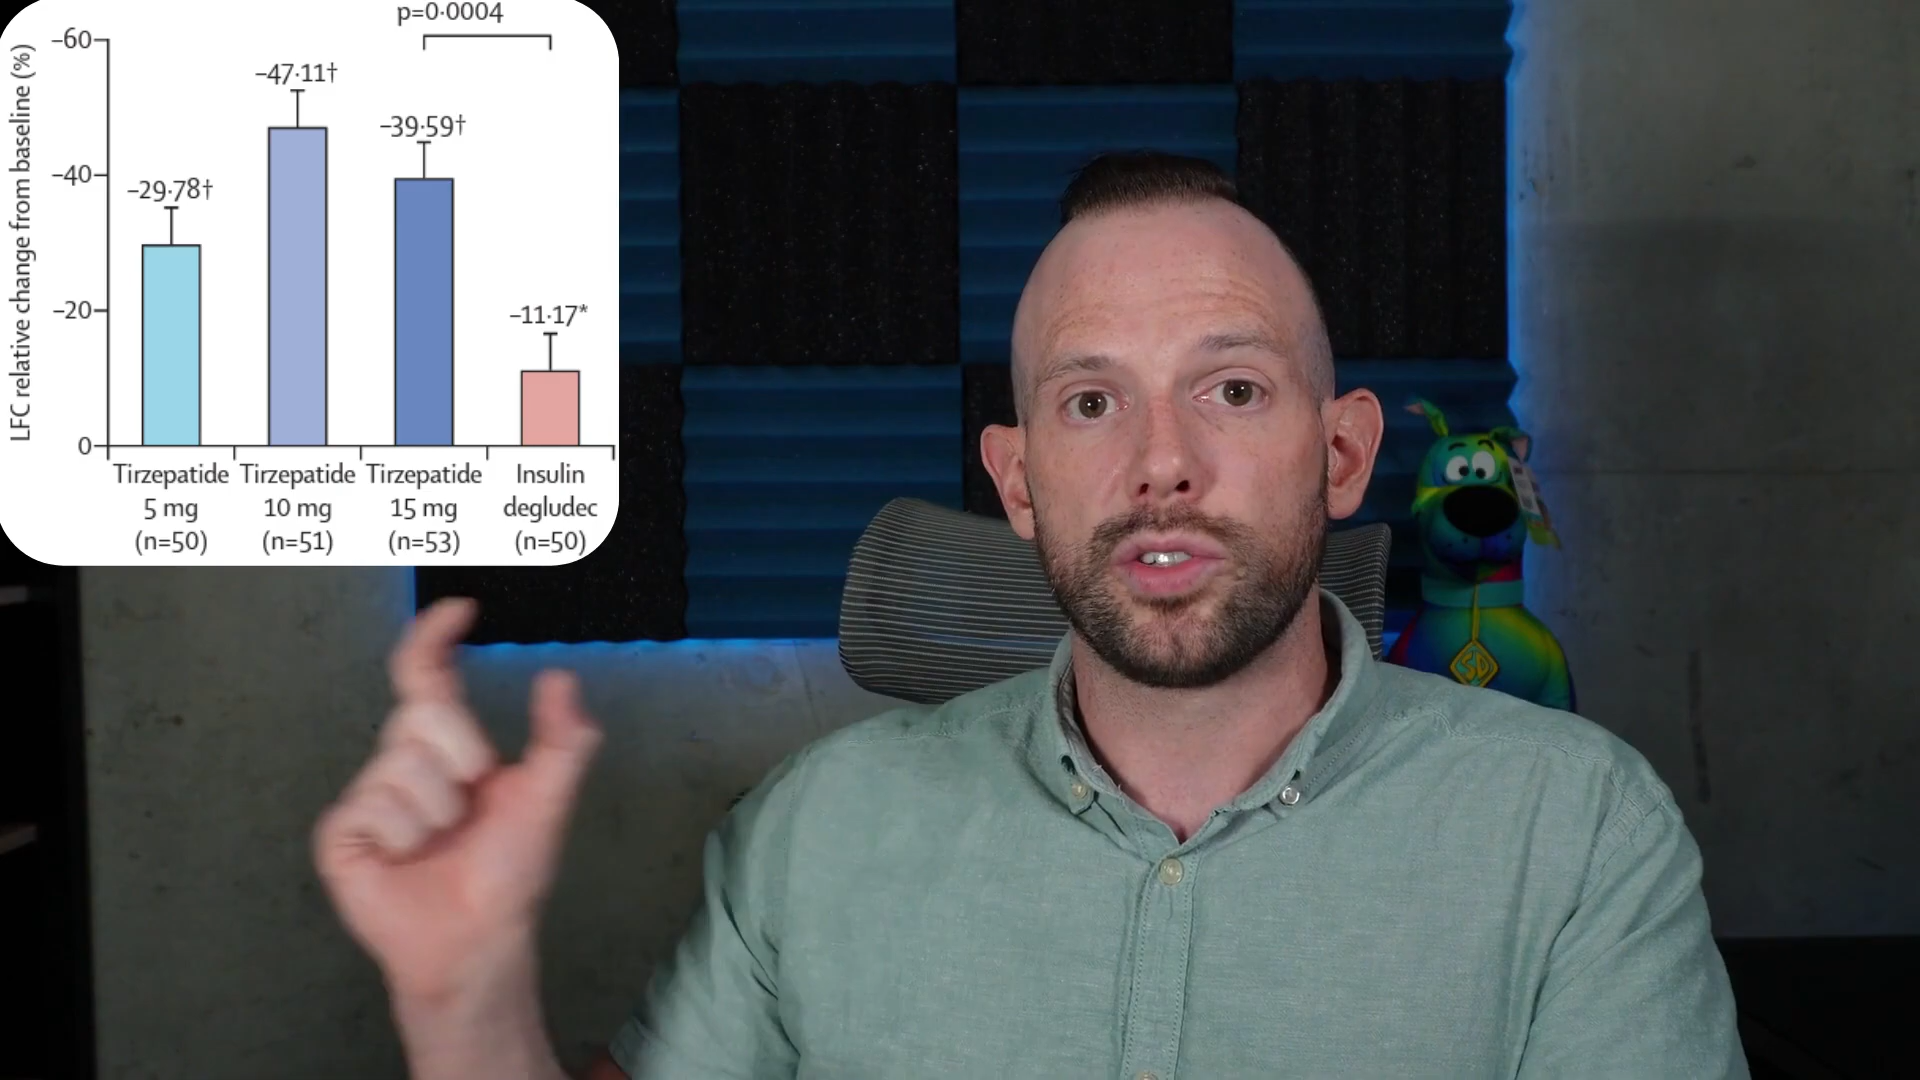 p=0·0004
LFC relative change from baseline (%)
–60
–40
–20
0
–29·78†
–47·11†
–39·59†
–11·17*
Tirzepatide
5 mg
(n=50)
Tirzepatide
10 mg
(n=51)
Tirzepatide
15 mg
(n=53)
Insulin
degludec
(n=50)
SD